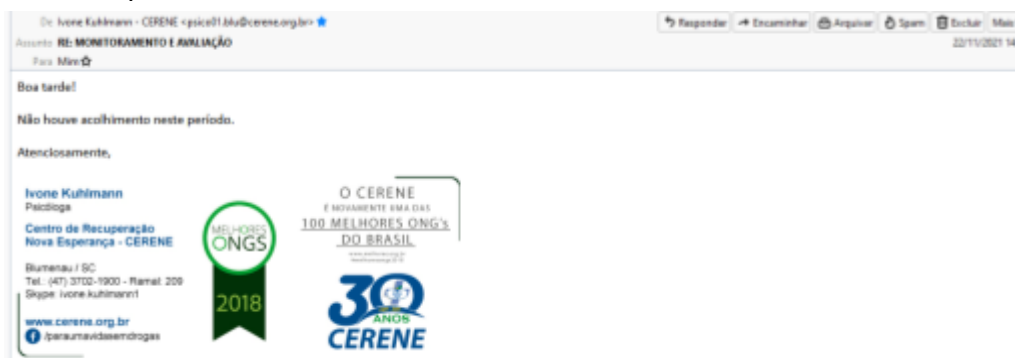 De Ivone Kuhlmann - CERENE <psico01.blu@cerene.org.br>
Responder Encaminhar Arquivar Spam Excluir Mais
Assunto RE: MONITORAMENTO E AVALIAÇÃO
22/11/2021 14
Para Mim
Boa tarde!
Não houve acolhimento neste período.
Atenciosamente,
Ivone Kuhlmann
Psicóloga
Centro de Recuperação
Nova Esperança - CERENE
Blumenau / SC
Tel.: (47) 3702-1900 - Ramal: 209
Skype: ivone.kuhlmann1
www.cerene.org.br
/paraumavidasemdrogas
MELHORES
ONGS
2018
O CERENE
É NOVAMENTE UMA DAS
100 MELHORES ONG's
DO BRASIL
30
ANOS
CERENE